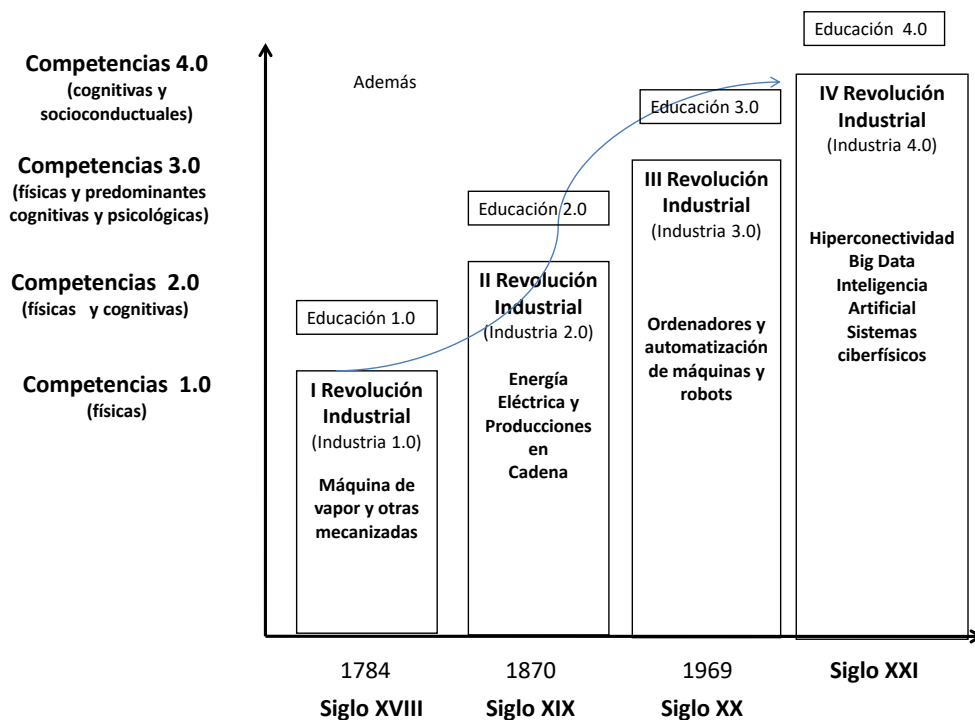 Competencias 4.0
(cognitivas y
socioconductuales)
Competencias 3.0
(físicas y predominantes
cognitivas y psicológicas)
Competencias 2.0
(físicas y cognitivas)
Competencias 1.0
(físicas)
Además
Educación 1.0
I Revolución
Industrial
(Industria 1.0)
Máquina de
vapor y otras
mecanizadas
Educación 2.0
II Revolución
Industrial
(Industria 2.0)
Energía
Eléctrica y
Producciones
en
Cadena
Educación 3.0
III Revolución
Industrial
(Industria 3.0)
Ordenadores y
automatización
de máquinas y
robots
Educación 4.0
IV Revolución
Industrial
(Industria 4.0)
Hiperconectividad
Big Data
Inteligencia
Artificial
Sistemas
ciberfísicos
1784
Siglo XVIII
1870
Siglo XIX
1969
Siglo XX
Siglo XXI